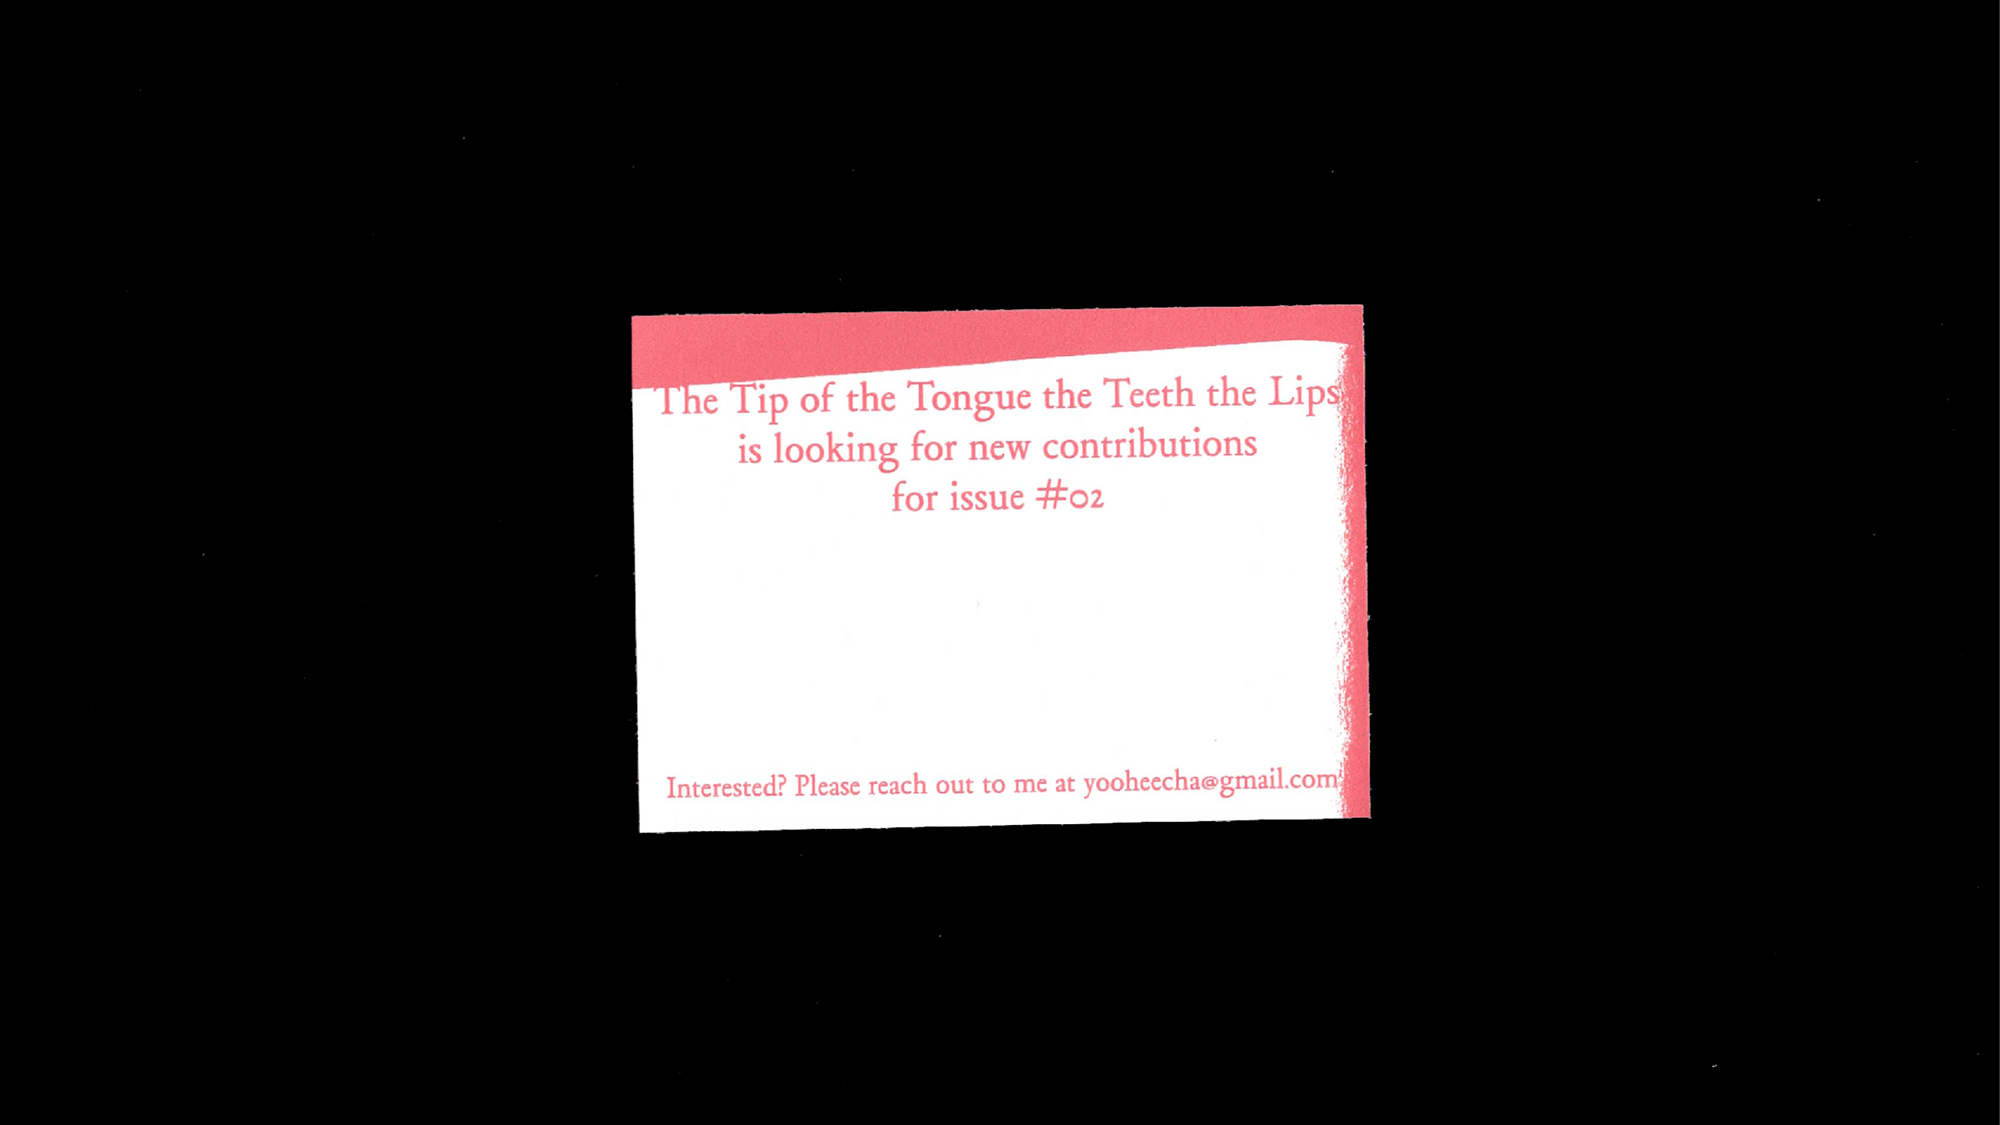 The Tip of the Tongue the Teeth the Lips
is looking for new contributions
for issue #02
Interested? Please reach out to me at yooheecha@gmail.com